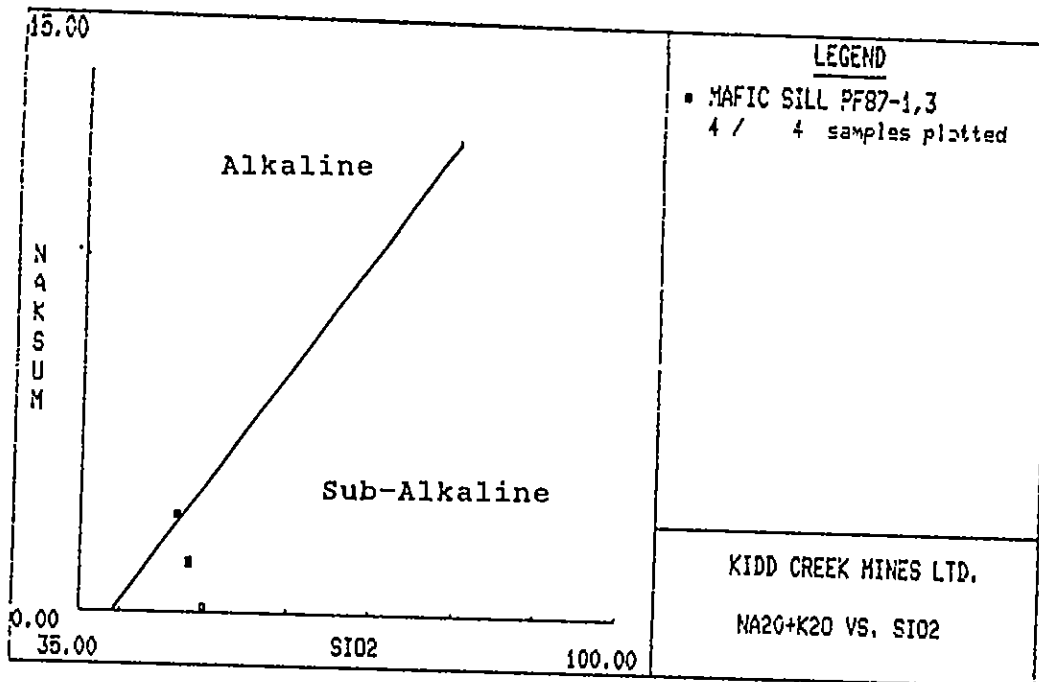 15.00
Alkaline
NAKSUM
Sub-Alkaline
0.00
35.00
SIO2
100.00
LEGEND
▪ MAFIC SILL PF87-1,3
4 / 4 samples plotted
KIDD CREEK MINES LTD.
NA2O+K2O VS. SIO2